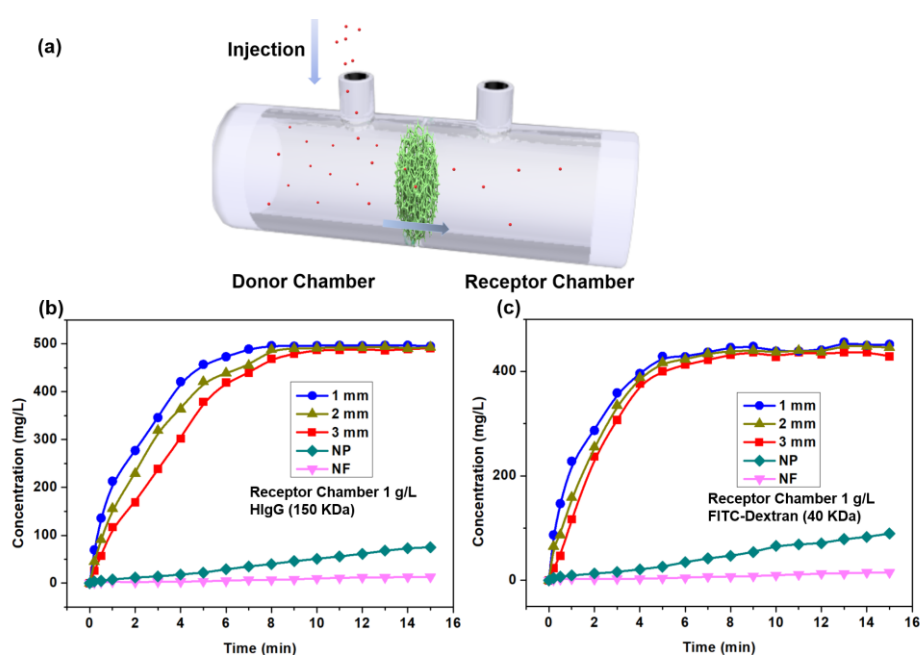 (a)
Injection
Donor Chamber
Receptor Chamber
(b)
Concentration (mg/L)
500
400
300
200
100
0
1 mm
2 mm
3 mm
NP
NF
Receptor Chamber 1 g/L
HIgG (150 KDa)
0 2 4 6 8 10 12 14 16
Time (min)
(c)
Concentration (mg/L)
400
200
0
1 mm
2 mm
3 mm
NP
NF
Receptor Chamber 1 g/L
FITC-Dextran (40 KDa)
0 2 4 6 8 10 12 14 16
Time (min)